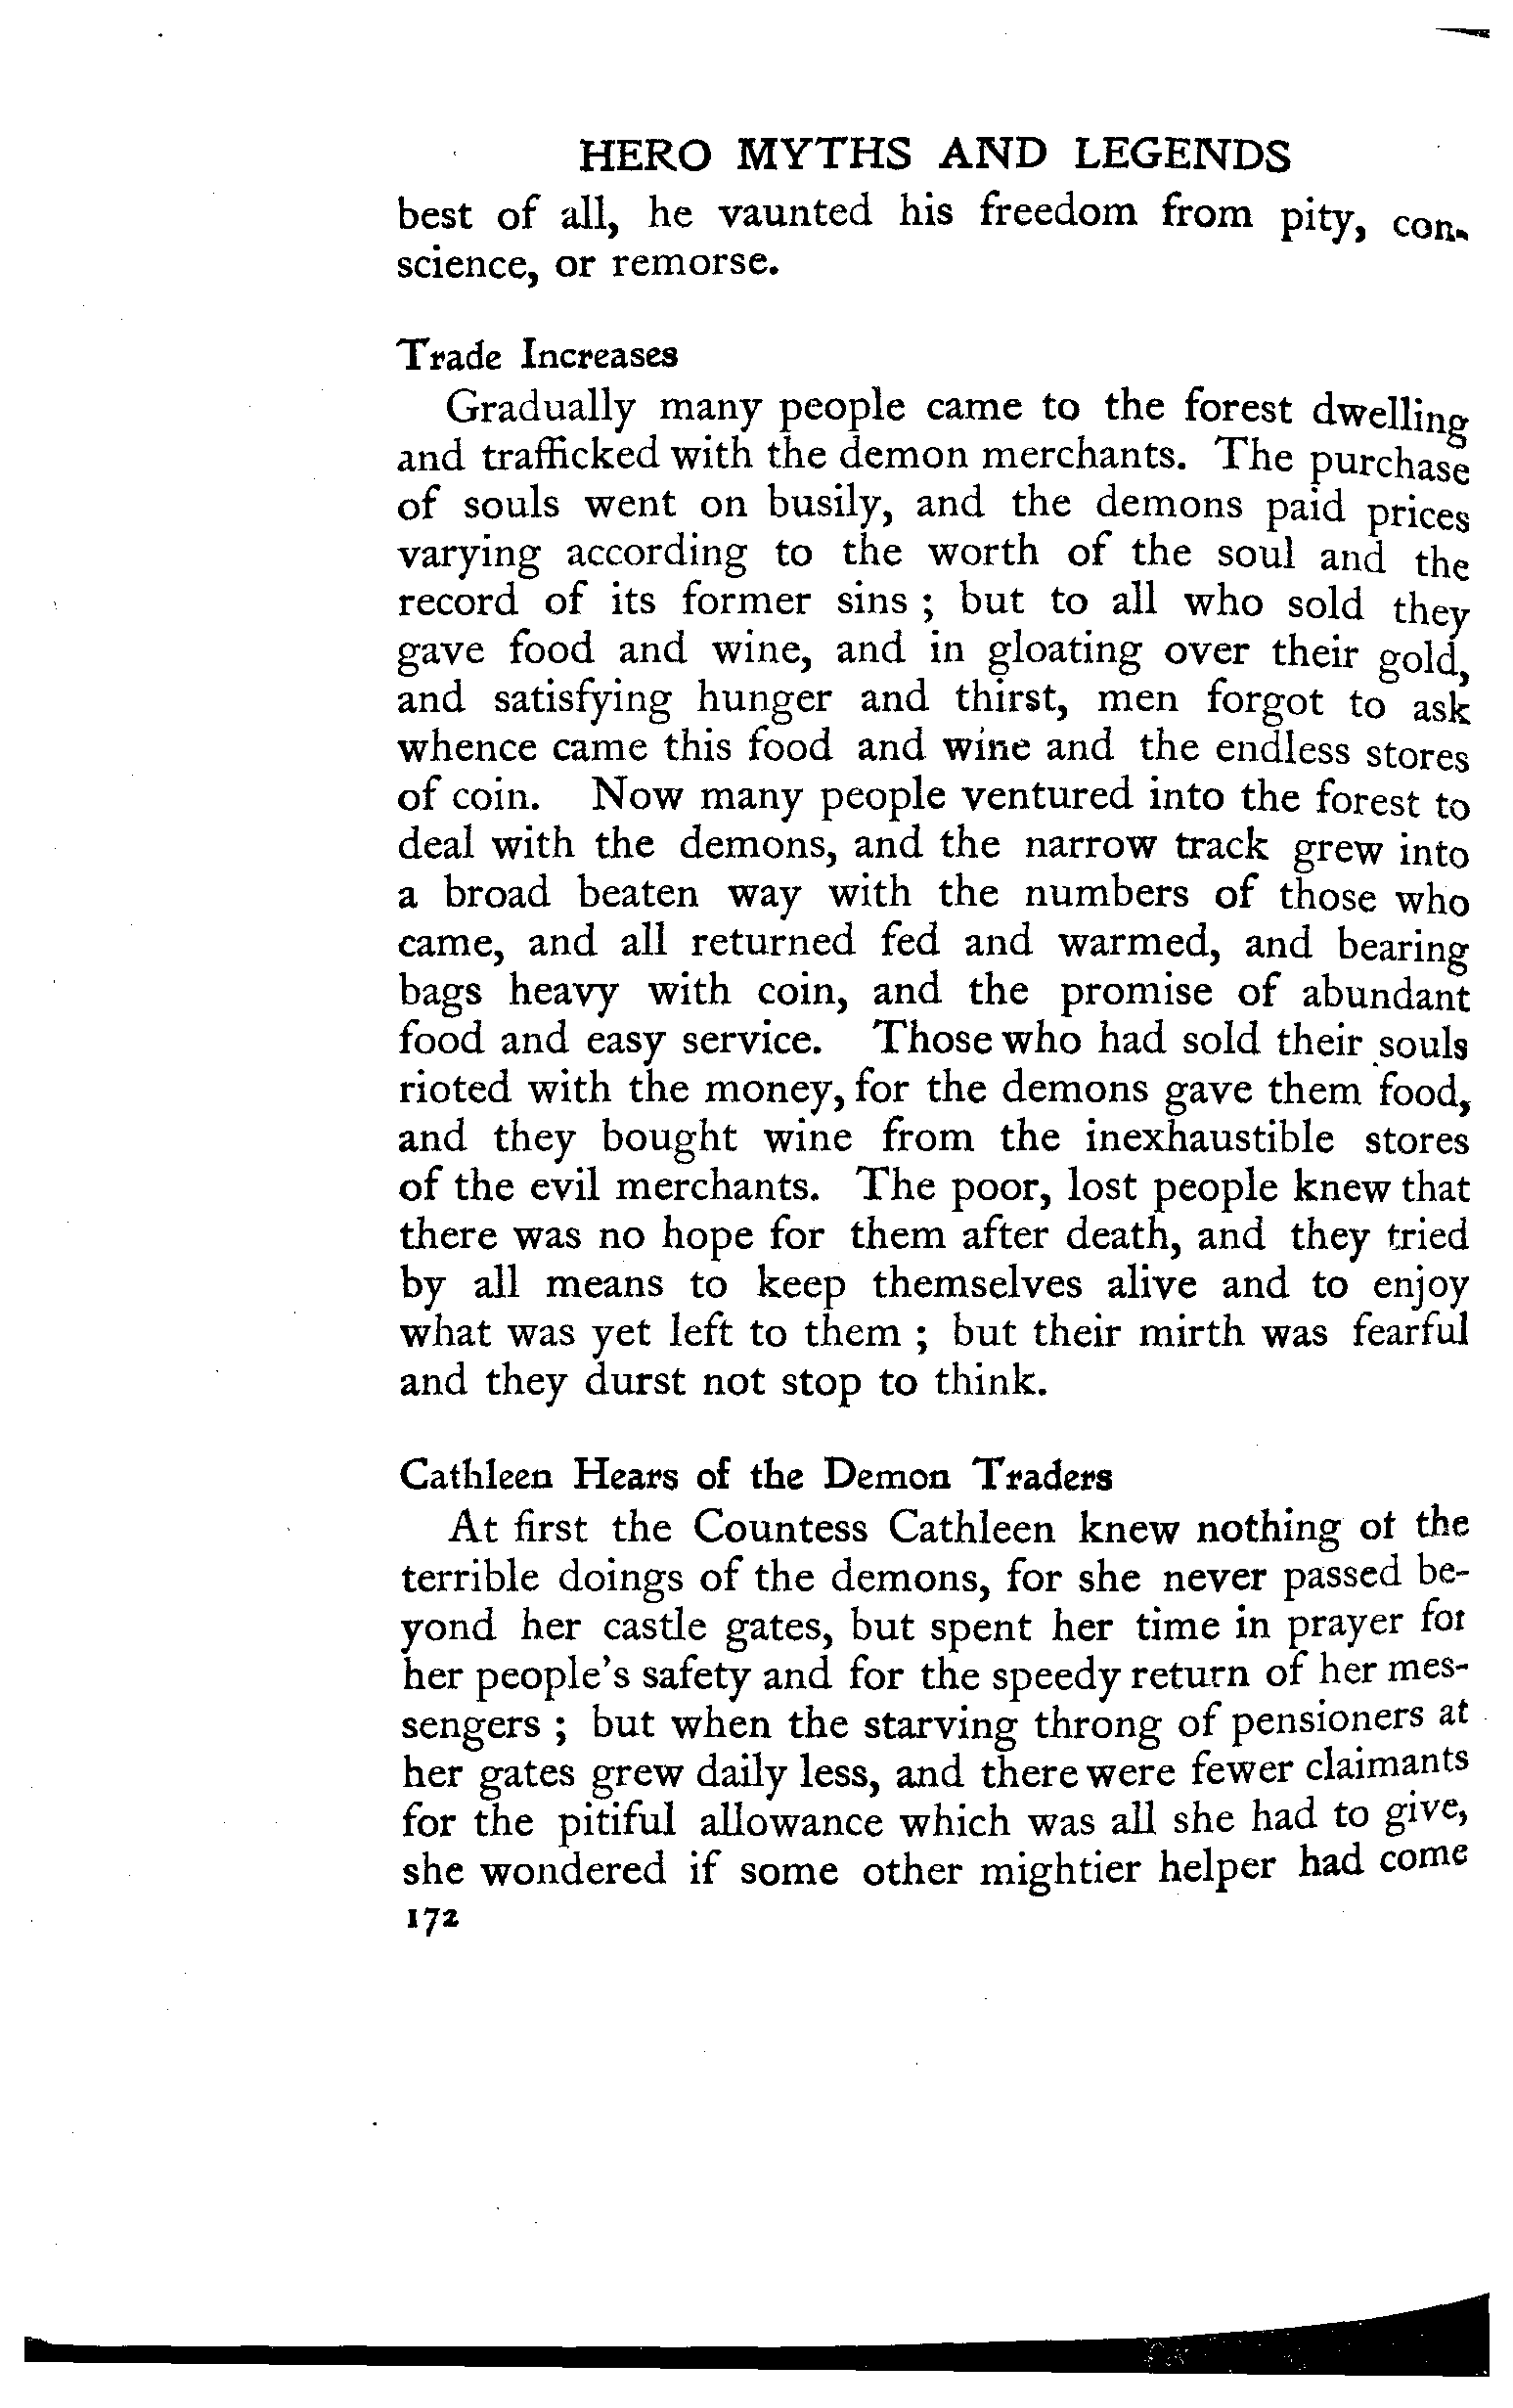 HERO MYTHS AND LEGENDS
best of all, he vaunted his freedom from pity, con-
science, or remorse.
Trade Increases
Gradually many people came to the forest dwelling
and trafficked with the demon merchants. The purchase
of souls went on busily, and the demons paid prices
varying according to the worth of the soul and the
record of its former sins ; but to all who sold they
gave food and wine, and in gloating over their gold,
and satisfying hunger and thirst, men forgot to ask
whence came this food and wine and the endless stores
of coin. Now many people ventured into the forest to
deal with the demons, and the narrow track grew into
a broad beaten way with the numbers of those who
came, and all returned fed and warmed, and bearing
bags heavy with coin, and the promise of abundant
food and easy service. Those who had sold their souls
rioted with the money, for the demons gave them food,
and they bought wine from the inexhaustible stores
of the evil merchants. The poor, lost people knew that
there was no hope for them after death, and they tried
by all means to keep themselves alive and to enjoy
what was yet left to them ; but their mirth was fearful
and they durst not stop to think.
Cathleen Hears of the Demon Traders
At first the Countess Cathleen knew nothing of the
terrible doings of the demons, for she never passed be-
yond her castle gates, but spent her time in prayer for
her people's safety and for the speedy return of her mes-
sengers ; but when the starving throng of pensioners at
her gates grew daily less, and there were fewer claimants
for the pitiful allowance which was all she had to give,
she wondered if some other mightier helper had come
172